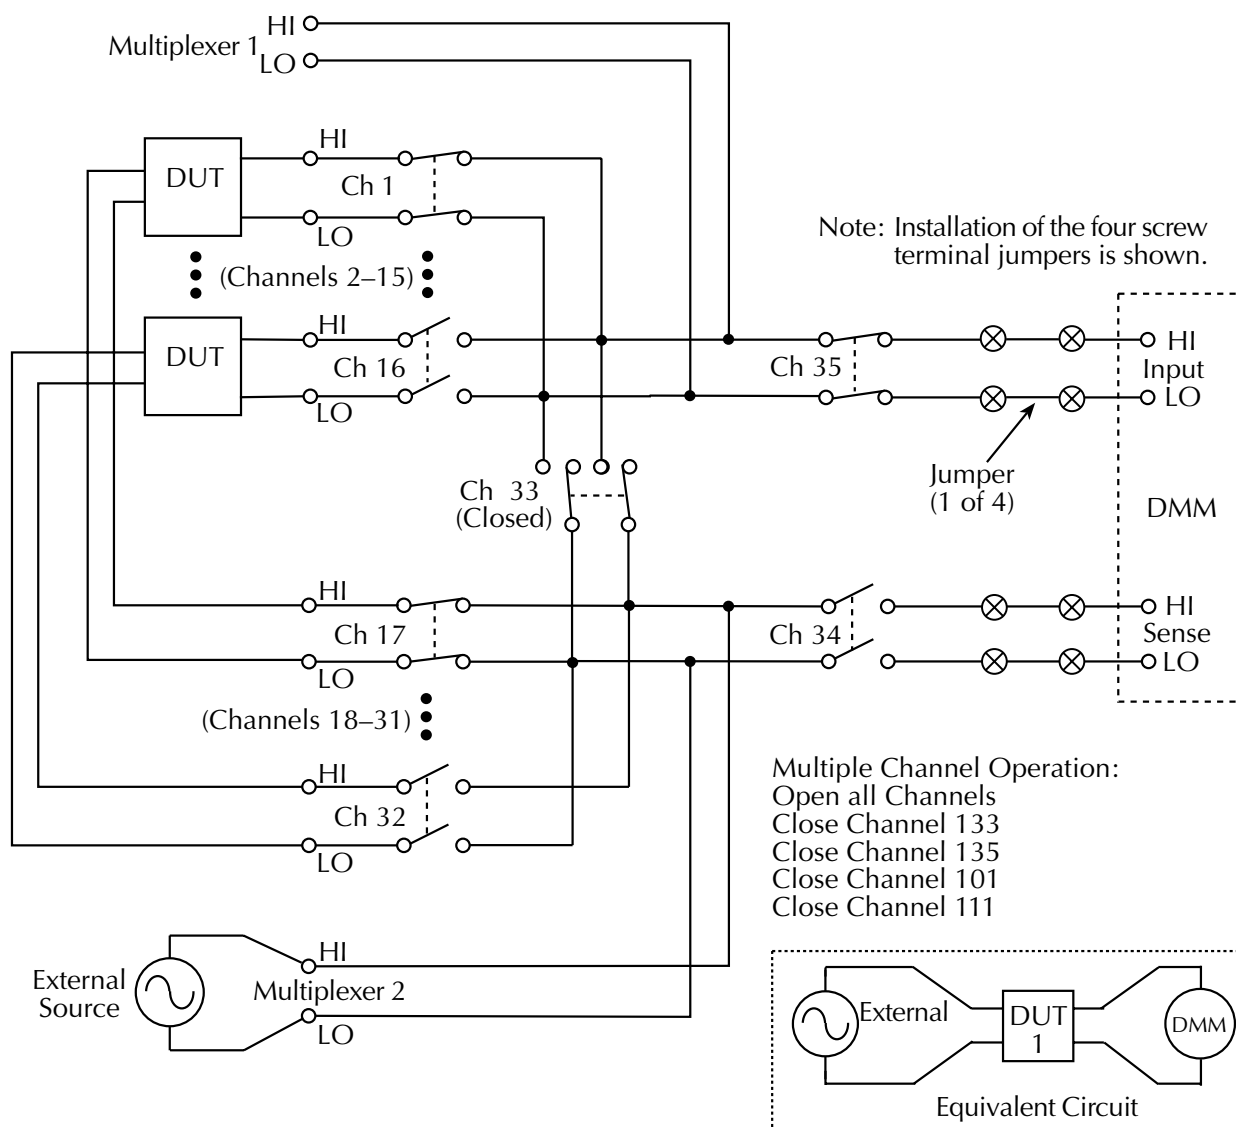 HI
Multiplexer 1
LO
HI
DUT
Ch 1
LO
(Channels 2–15)
Note: Installation of the four screw
terminal jumpers is shown.
HI
DUT
Ch 16
LO
Ch 35
HI
Input
LO
Jumper
(1 of 4)
Ch 33
(Closed)
DMM
HI
Ch 17
LO
Ch 34
HI
Sense
LO
(Channels 18–31)
HI
Ch 32
LO
Multiple Channel Operation:
Open all Channels
Close Channel 133
Close Channel 135
Close Channel 101
Close Channel 111
External
Source
HI
Multiplexer 2
LO
External
DUT
1
DMM
Equivalent Circuit